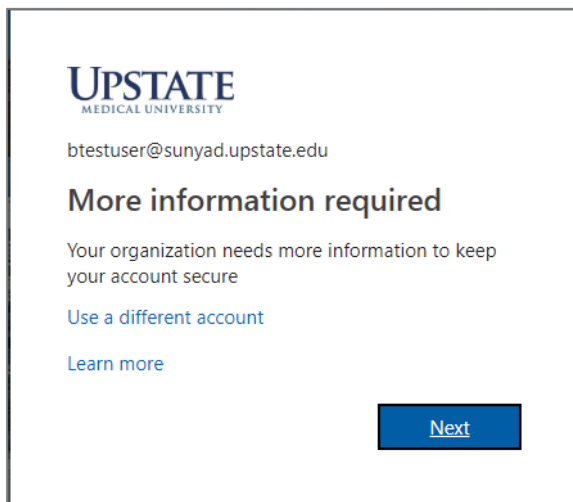 UPSTATE
MEDICAL UNIVERSITY
btestuser@sunyad.upstate.edu
More information required
Your organization needs more information to keep
your account secure
Use a different account
Learn more
Next